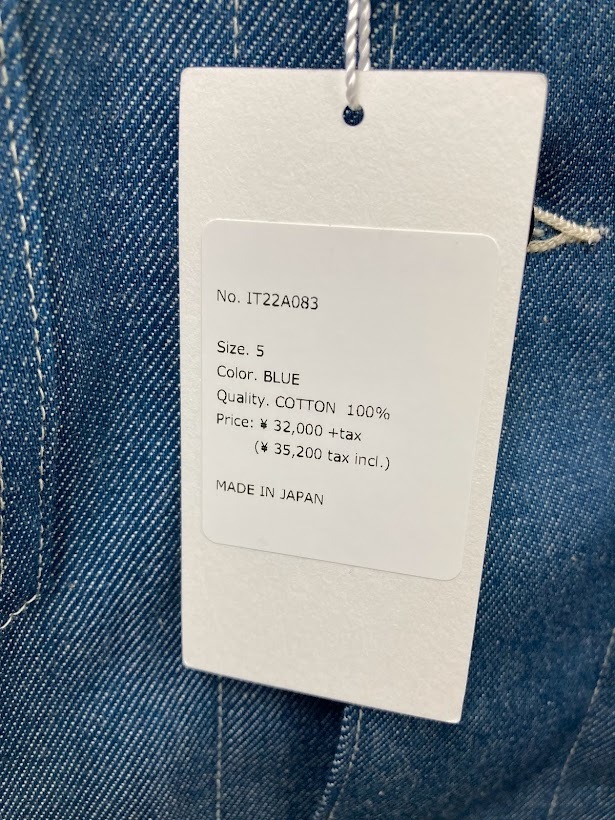 No. IT22A083
Size. 5
Color. BLUE
Quality. COTTON 100%
Price: ¥ 32,000 +tax
(¥ 35,200 tax incl.)
MADE IN JAPAN